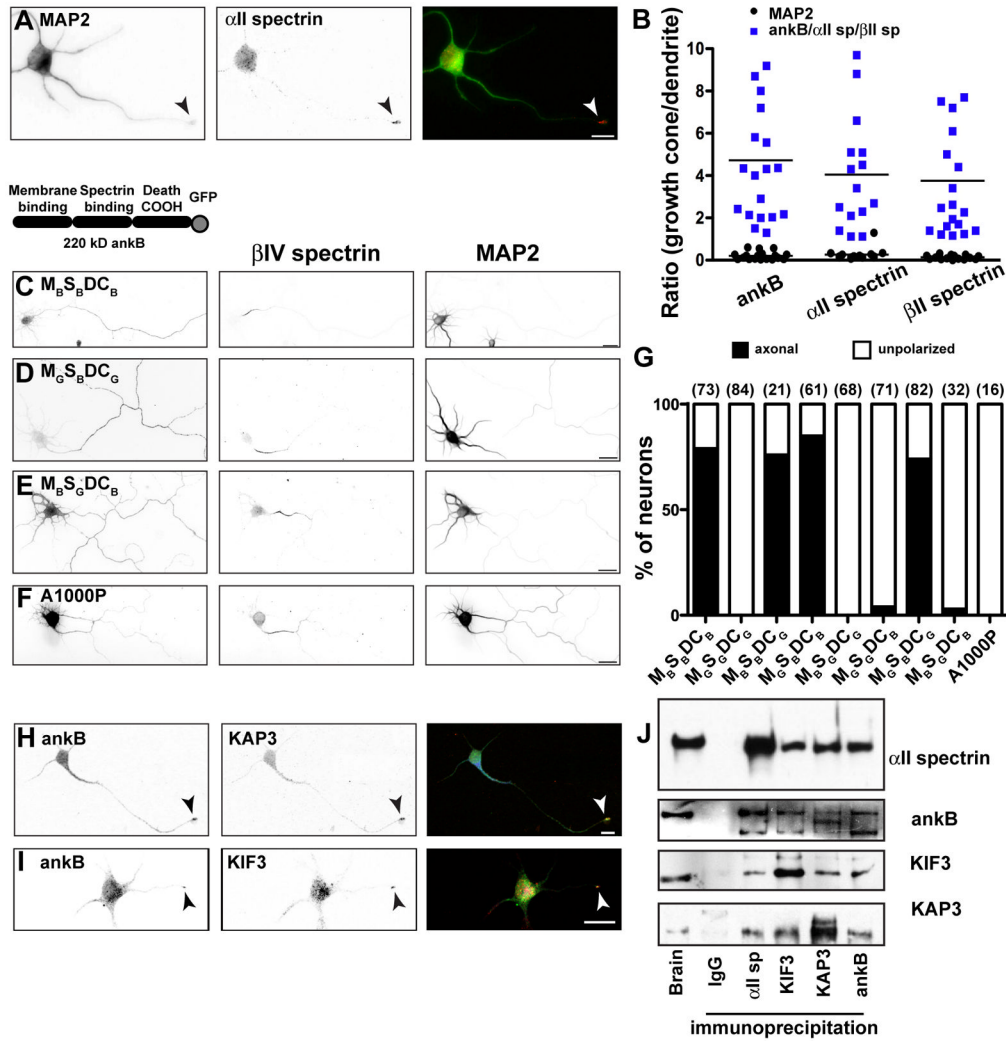 A MAP2
αII spectrin
B
MAP2
ankB/αII sp/βII sp
Ratio (growth cone/dendrite)
10
8
6
4
2
0
ankB
αII spectrin
βII spectrin
Membrane binding
Spectrin binding
Death COOH
GFP
220 kD ankB
βIV spectrin
MAP2
C MBSBDCB
D MGSBDCG
E MBSGDCB
F A1000P
G
axonal
unpolarized
(73) (84) (21) (61) (68) (71) (82) (32) (16)
% of neurons
100
50
0
MBSBDCB
MGSGDCG
MBSBDCG
MGSBDCB
MBSGDCG
MGSGDCB
MGSBDCG
MBSGDCB
A1000P
H ankB
KAP3
I ankB
KIF3
J
αII spectrin
ankB
KIF3
KAP3
Brain
IgG
αII sp
KIF3
KAP3
ankB
immunoprecipitation